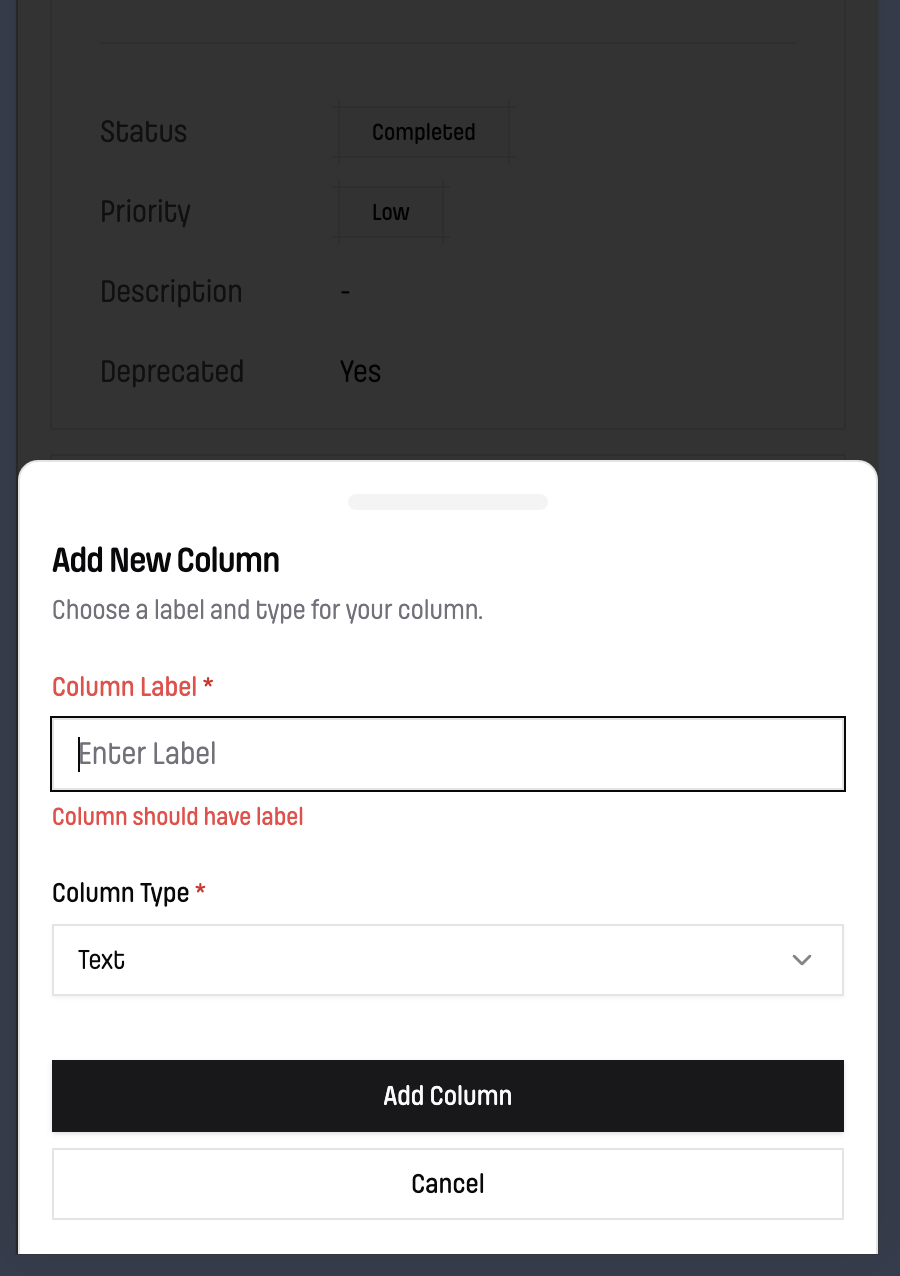 Status
Completed
Priority
Low
Description
-
Deprecated
Yes
Add New Column
Choose a label and type for your column.
Column Label *
Enter Label
Column should have label
Column Type *
Text
Add Column
Cancel